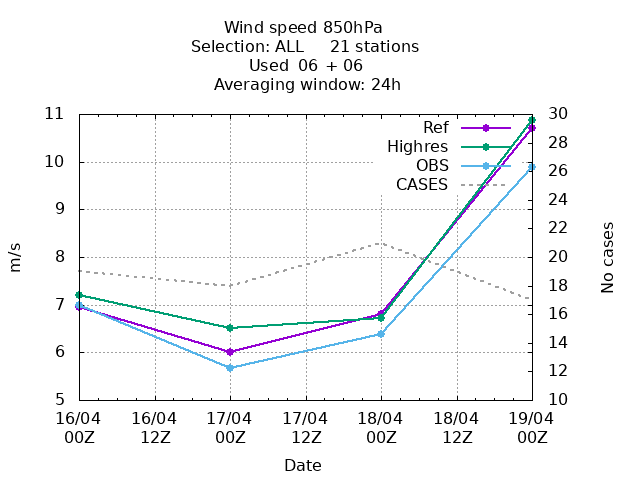 Wind speed 850hPa
Selection: ALL     21 stations
Used  06 + 06
Averaging window: 24h
11
10
9
8
7
6
5
m/s
30
28
26
24
22
20
18
16
14
12
10
No cases
Ref
Highres
OBS
CASES
16/04 16/04 17/04 17/04 18/04 18/04 19/04
00Z 12Z 00Z 12Z 00Z 12Z 00Z
Date